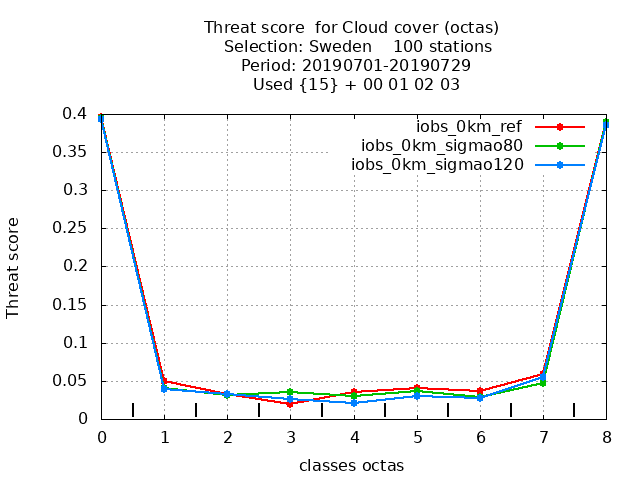 Threat score  for Cloud cover (octas)
Selection: Sweden    100 stations
Period: 20190701-20190729
Used {15} + 00 01 02 03
iobs_0km_ref
iobs_0km_sigmao80
iobs_0km_sigmao120
Threat score
0.4
0.35
0.3
0.25
0.2
0.15
0.1
0.05
0
0 1 2 3 4 5 6 7 8
classes octas